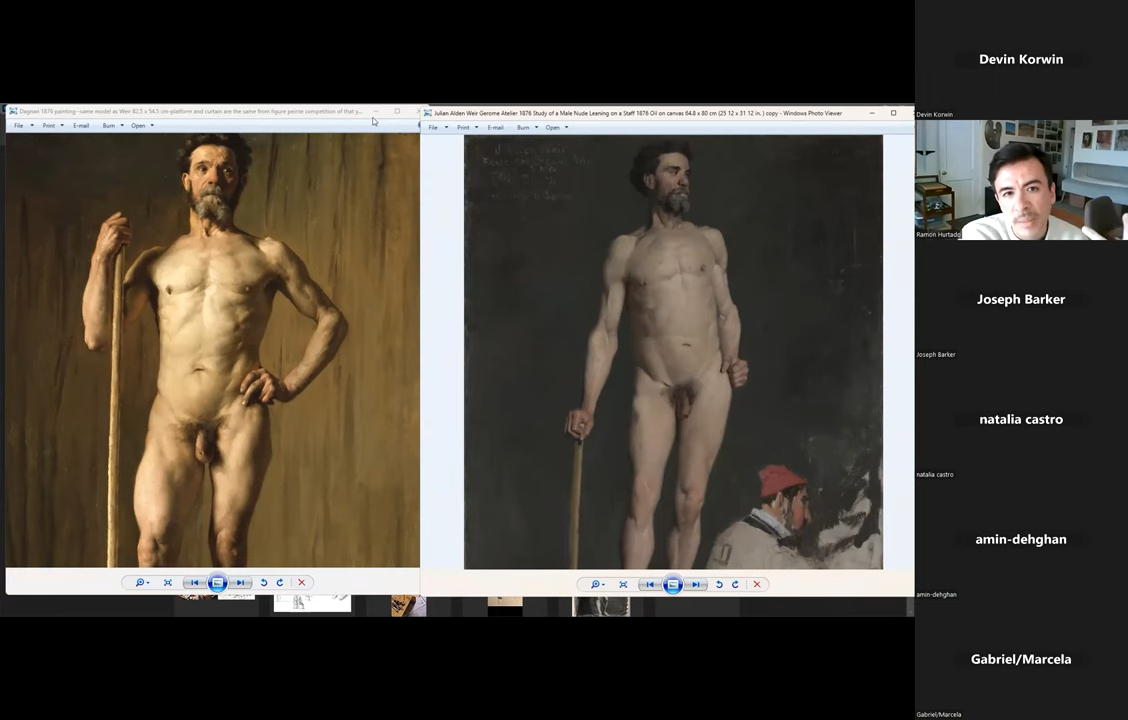 Dagnan 1876 painting--same model as Weir 82.5 x 54.5 cm-platform and curtain are the same from figure peinte competition of that y...
File Print E-mail Burn Open
Julian Alden Weir Gerome Atelier 1876 Study of a Male Nude Leaning on a Staff 1876 Oil on canvas 64.8 x 80 cm (25 12 x 31 12 in. ) copy - Windows Photo Viewer
File Print E-mail Burn Open
Devin Korwin
Devin Korwin
Ramon Hurtado
Joseph Barker
Joseph Barker
natalia castro
natalia castro
amin-dehghan
amin-dehghan
Gabriel/Marcela
Gabriel/Marcela